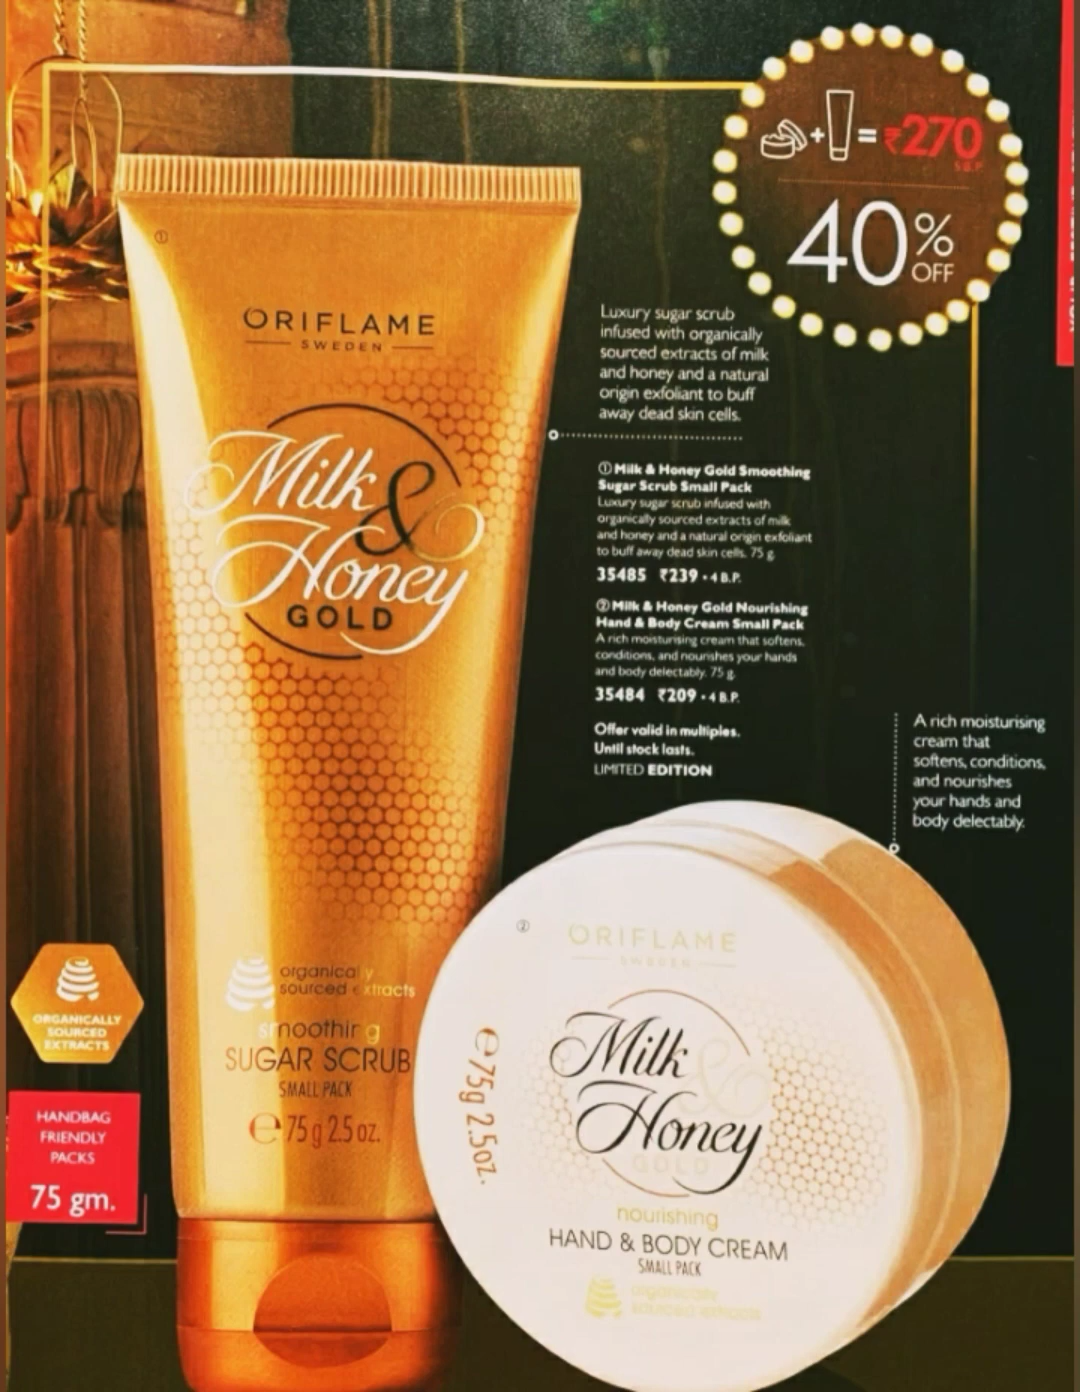 = ₹270
40% OFF
ORIFLAME
SWEDEN
Milk &
Honey
GOLD
organically
sourced extracts
smoothing
SUGAR SCRUB
SMALL PACK
℮ 75 g 2.5 oz.
Luxury sugar scrub
infused with organically
sourced extracts of milk
and honey and a natural
origin exfoliant to buff
away dead skin cells.
① Milk & Honey Gold Smoothing
Sugar Scrub Small Pack
Luxury sugar scrub infused with
organically sourced extracts of milk
and honey and a natural origin exfoliant
to buff away dead skin cells. 75 g.
35485 ₹239 • 4 B.P.
② Milk & Honey Gold Nourishing
Hand & Body Cream Small Pack
A rich moisturising cream that softens,
conditions, and nourishes your hands
and body delectably. 75 g.
35484 ₹209 • 4 B.P.
Offer valid in multiples.
Until stock lasts.
LIMITED EDITION
A rich moisturising
cream that
softens, conditions,
and nourishes
your hands and
body delectably.
ORGANICALLY
SOURCED
EXTRACTS
HANDBAG
FRIENDLY
PACKS
75 gm.
②
ORIFLAME
SWEDEN
Milk &
Honey
GOLD
℮75g 2.5oz.
nourishing
HAND & BODY CREAM
SMALL PACK
organically
sourced extracts
①